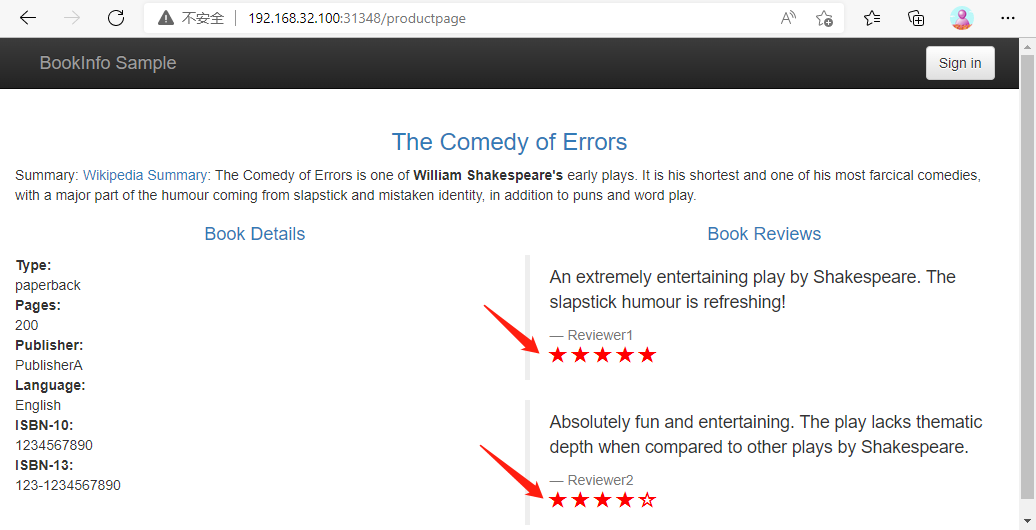 不安全 192.168.32.100:31348/productpage
BookInfo Sample
Sign in
The Comedy of Errors
Summary: Wikipedia Summary: The Comedy of Errors is one of William Shakespeare's early plays. It is his shortest and one of his most farcical comedies,
with a major part of the humour coming from slapstick and mistaken identity, in addition to puns and word play.
Book Details
Type:
paperback
Pages:
200
Publisher:
PublisherA
Language:
English
ISBN-10:
1234567890
ISBN-13:
123-1234567890
Book Reviews
An extremely entertaining play by Shakespeare. The
slapstick humour is refreshing!
— Reviewer1
★★★★★
Absolutely fun and entertaining. The play lacks thematic
depth when compared to other plays by Shakespeare.
— Reviewer2
★★★★☆